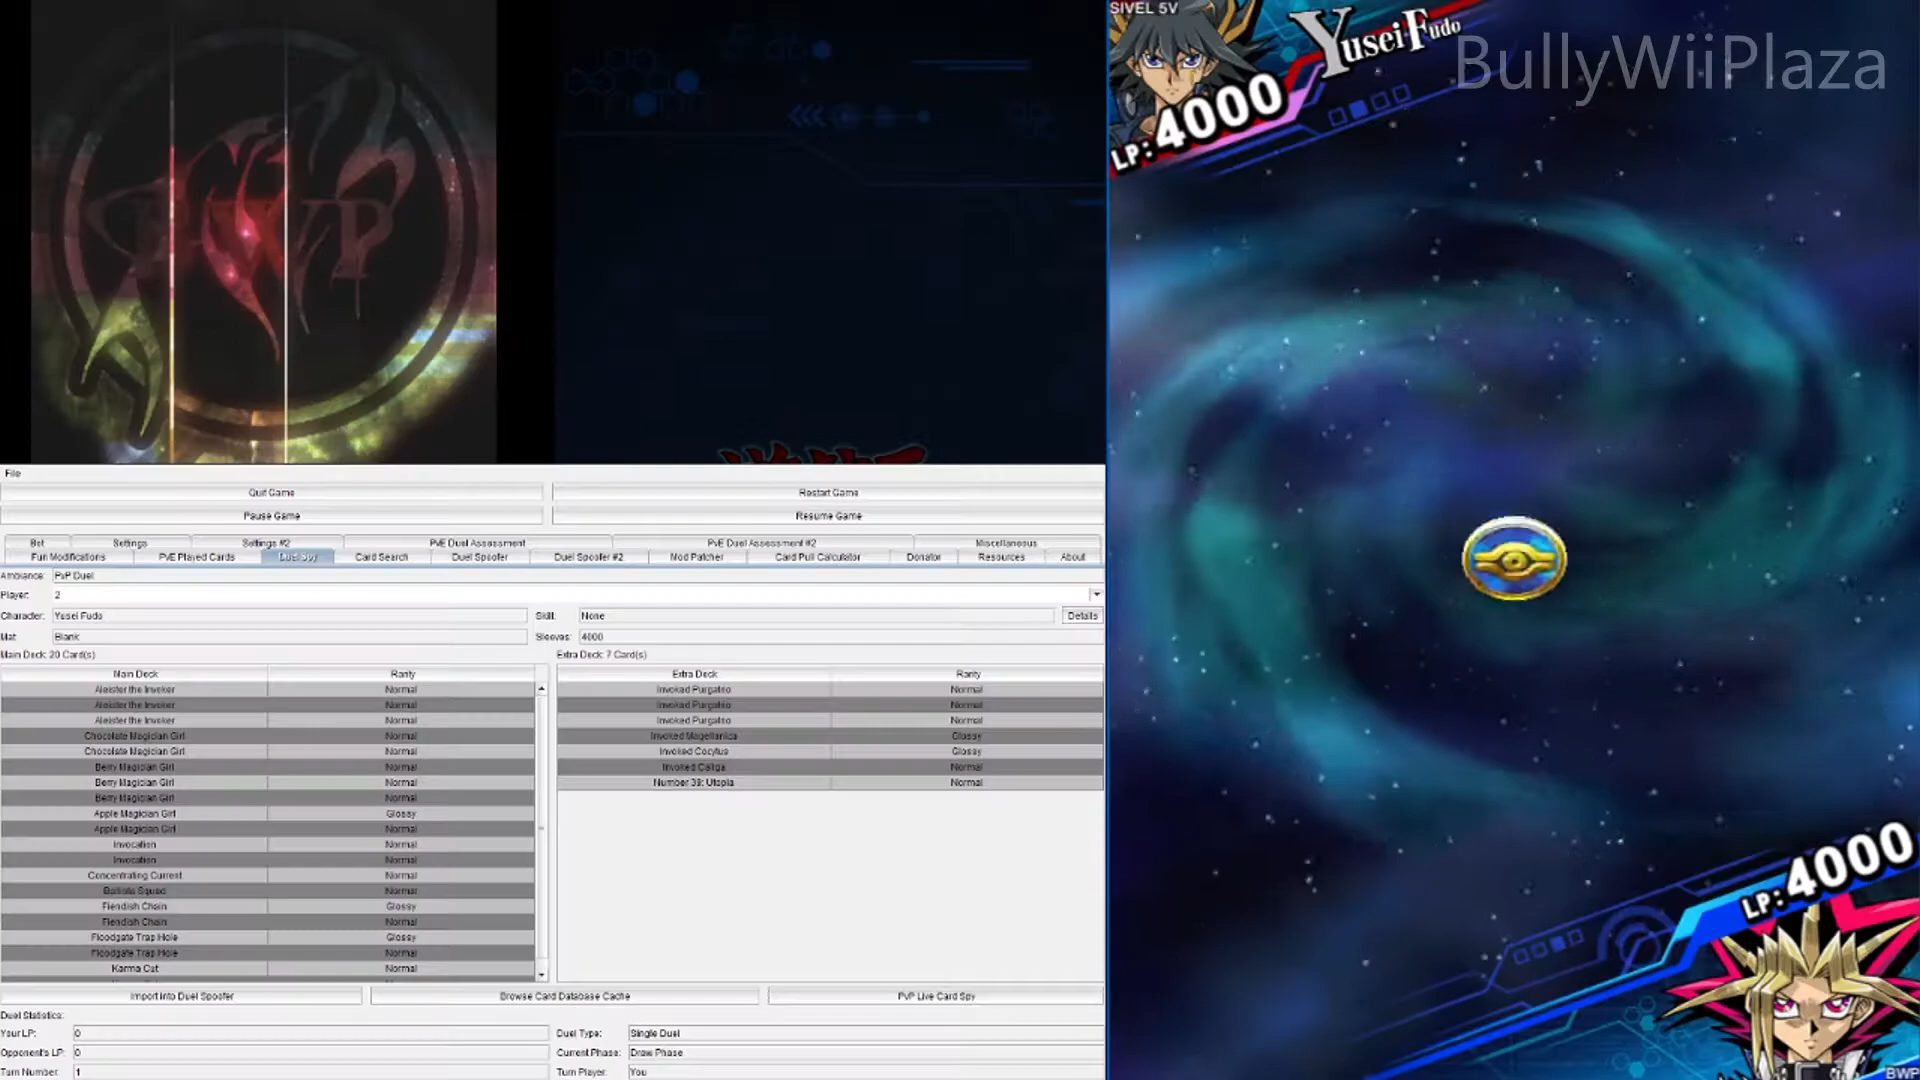 SIVEL 5V
Yusei Fudo
BullyWiiPlaza
4000
LP:
BWP
File
Quit Game
Restart Game
Pause Game
Resume Game
Bot
Settings
Settings #2
PvE Duel Assessment
PvE Duel Assessment #2
Miscellaneous
Fun Modifications
PvE Played Cards
Duel Spy
Card Search
Duel Spoofer
Duel Spoofer #2
Mod Patcher
Card Pull Calculator
Donator
Resources
About
Ambiance: PvP Duel
Player: 2
Character: Yusei Fudo
Skill: None
Details
Mat: Blank
Sleeves: 4000
Main Deck: 20 Card(s)
Extra Deck: 7 Card(s)
Main Deck Rarity
Aleister the Invoker Normal
Aleister the Invoker Normal
Aleister the Invoker Normal
Chocolate Magician Girl Normal
Chocolate Magician Girl Normal
Berry Magician Girl Normal
Berry Magician Girl Normal
Berry Magician Girl Normal
Apple Magician Girl Glossy
Apple Magician Girl Normal
Invocation Normal
Invocation Normal
Concentrating Current Normal
Ballista Squad Normal
Fiendish Chain Glossy
Fiendish Chain Normal
Floodgate Trap Hole Glossy
Floodgate Trap Hole Normal
Karma Cut Normal
Extra Deck Rarity
Invoked Purgatrio Normal
Invoked Purgatrio Normal
Invoked Purgatrio Normal
Invoked Magellanica Glossy
Invoked Cocytus Glossy
Invoked Caliga Normal
Number 39: Utopia Normal
Import into Duel Spoofer
Browse Card Database Cache
PvP Live Card Spy
Duel Statistics:
Your LP: 0
Duel Type: Single Duel
Opponent's LP: 0
Current Phase: Draw Phase
Turn Number: 1
Turn Player: You
LP: 4000
BWP